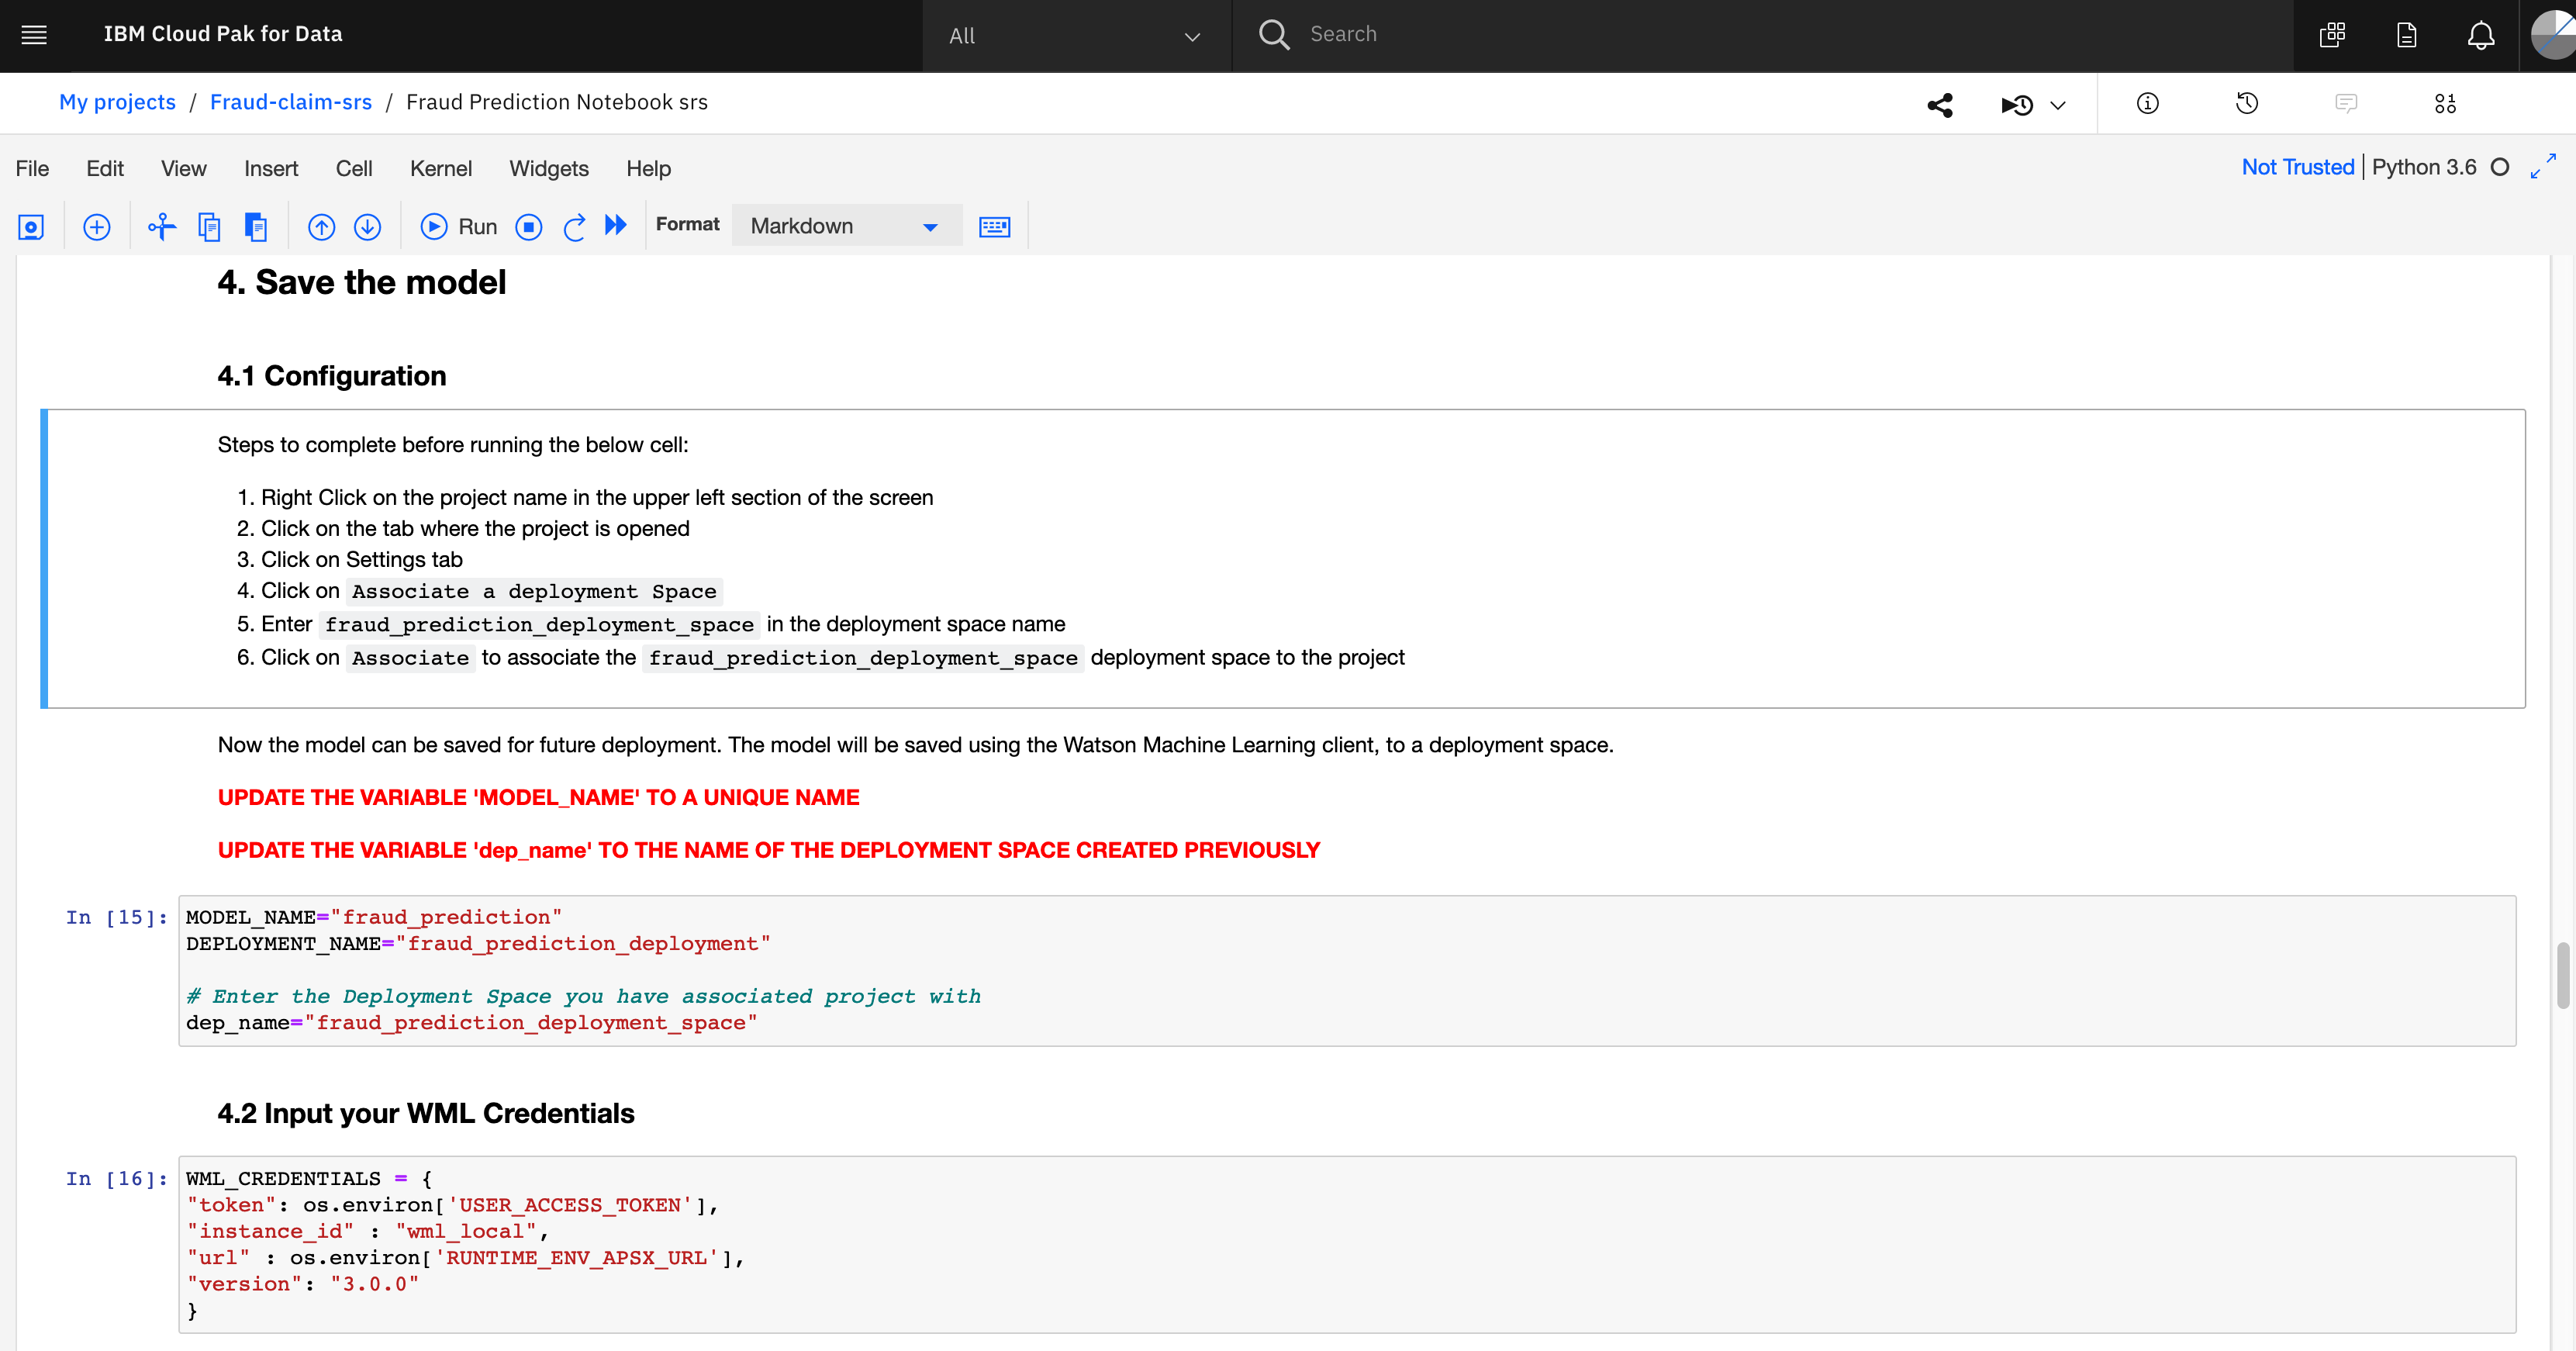 IBM Cloud Pak for Data
All
Search
My projects / Fraud-claim-srs / Fraud Prediction Notebook srs
File Edit View Insert Cell Kernel Widgets Help
Not Trusted | Python 3.6
Run
Format
Markdown
4. Save the model
4.1 Configuration
Steps to complete before running the below cell:
1. Right Click on the project name in the upper left section of the screen
2. Click on the tab where the project is opened
3. Click on Settings tab
4. Click on Associate a deployment Space
5. Enter fraud_prediction_deployment_space in the deployment space name
6. Click on Associate to associate the fraud_prediction_deployment_space deployment space to the project
Now the model can be saved for future deployment. The model will be saved using the Watson Machine Learning client, to a deployment space.
UPDATE THE VARIABLE 'MODEL_NAME' TO A UNIQUE NAME
UPDATE THE VARIABLE 'dep_name' TO THE NAME OF THE DEPLOYMENT SPACE CREATED PREVIOUSLY
In [15]: MODEL_NAME="fraud_prediction"
DEPLOYMENT_NAME="fraud_prediction_deployment"
# Enter the Deployment Space you have associated project with
dep_name="fraud_prediction_deployment_space"
4.2 Input your WML Credentials
In [16]: WML_CREDENTIALS = {
"token": os.environ['USER_ACCESS_TOKEN'],
"instance_id" : "wml_local",
"url" : os.environ['RUNTIME_ENV_APSX_URL'],
"version": "3.0.0"
}